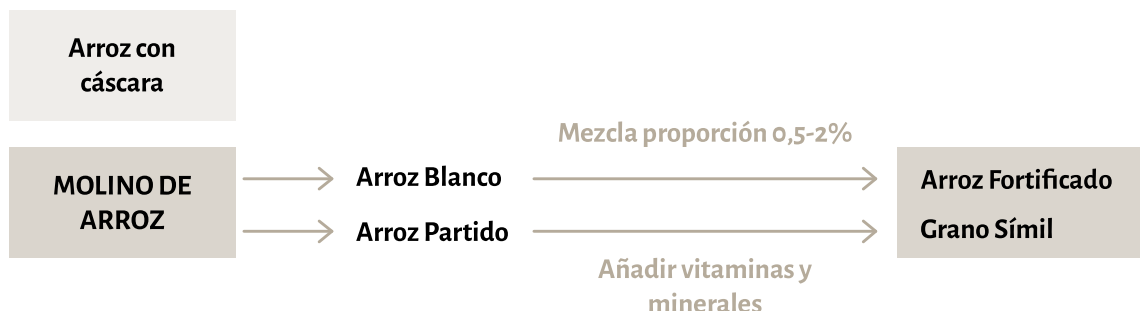 Arroz con
cáscara
Mezcla proporción 0,5-2%
MOLINO DE
ARROZ
Arroz Blanco
Arroz Fortificado
Arroz Partido
Grano Símil
Añadir vitaminas y
minerales